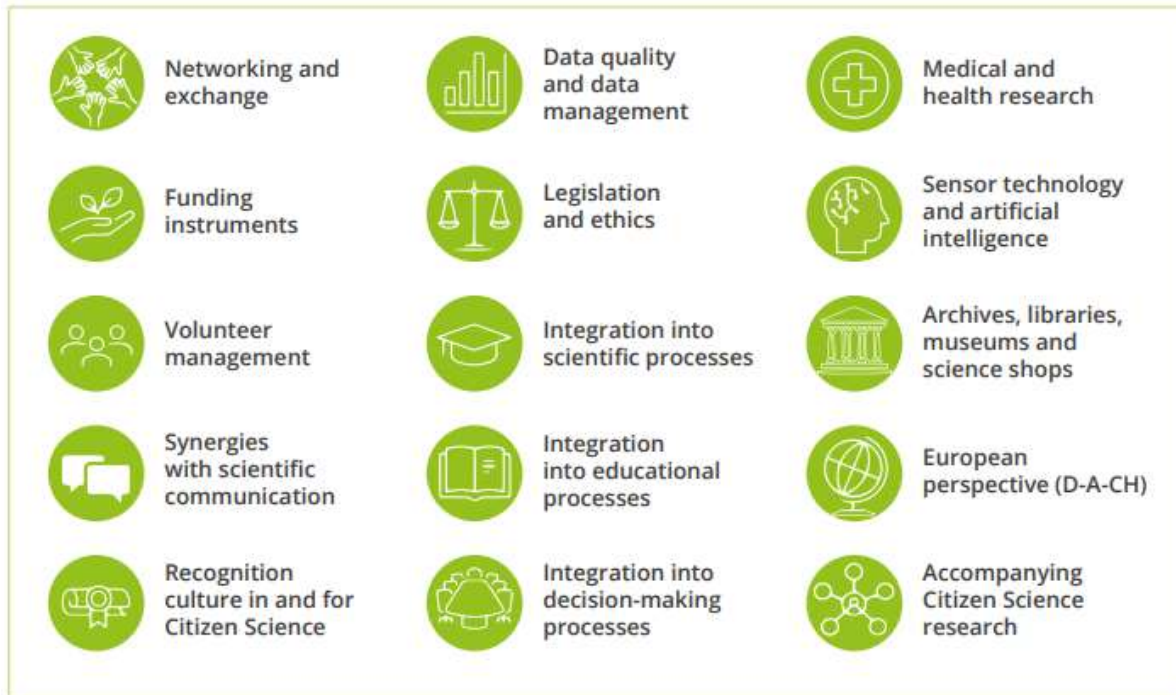 Networking and
exchange
Funding
instruments
Volunteer
management
Synergies
with scientific
communication
Recognition
culture in and for
Citizen Science
Data quality
and data
management
Legislation
and ethics
Integration into
scientific processes
Integration
into educational
processes
Integration into
decision-making
processes
Medical and
health research
Sensor technology
and artificial
intelligence
Archives, libraries,
museums and
science shops
European
perspective (D-A-CH)
Accompanying
Citizen Science
research